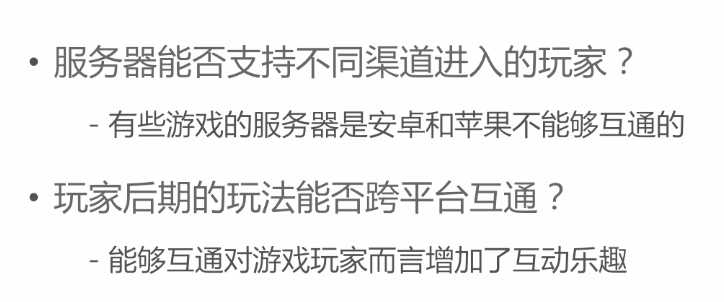 • 服务器能否支持不同渠道进入的玩家？
- 有些游戏的服务器是安卓和苹果不能够互通的
• 玩家后期的玩法能否跨平台互通？
- 能够互通对游戏玩家而言增加了互动乐趣